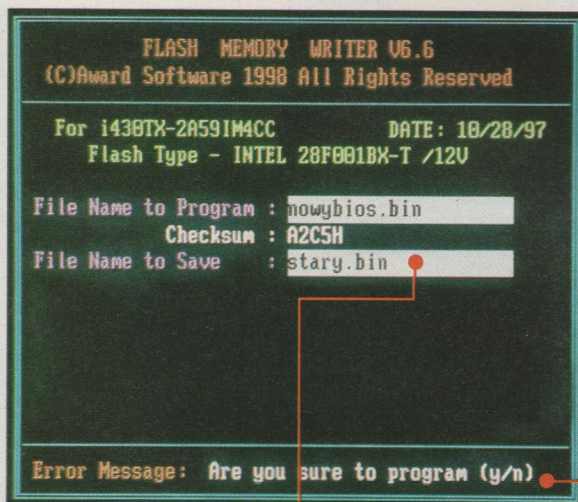 FLASH MEMORY WRITER V6.6
(C)Award Software 1998 All Rights Reserved
For i430TX-2A59IM4CC DATE: 10/28/97
Flash Type - INTEL 28F001BX-T /12V
File Name to Program : nowybios.bin
Checksum : A2C5H
File Name to Save : stary.bin
Error Message: Are you sure to program (y/n)